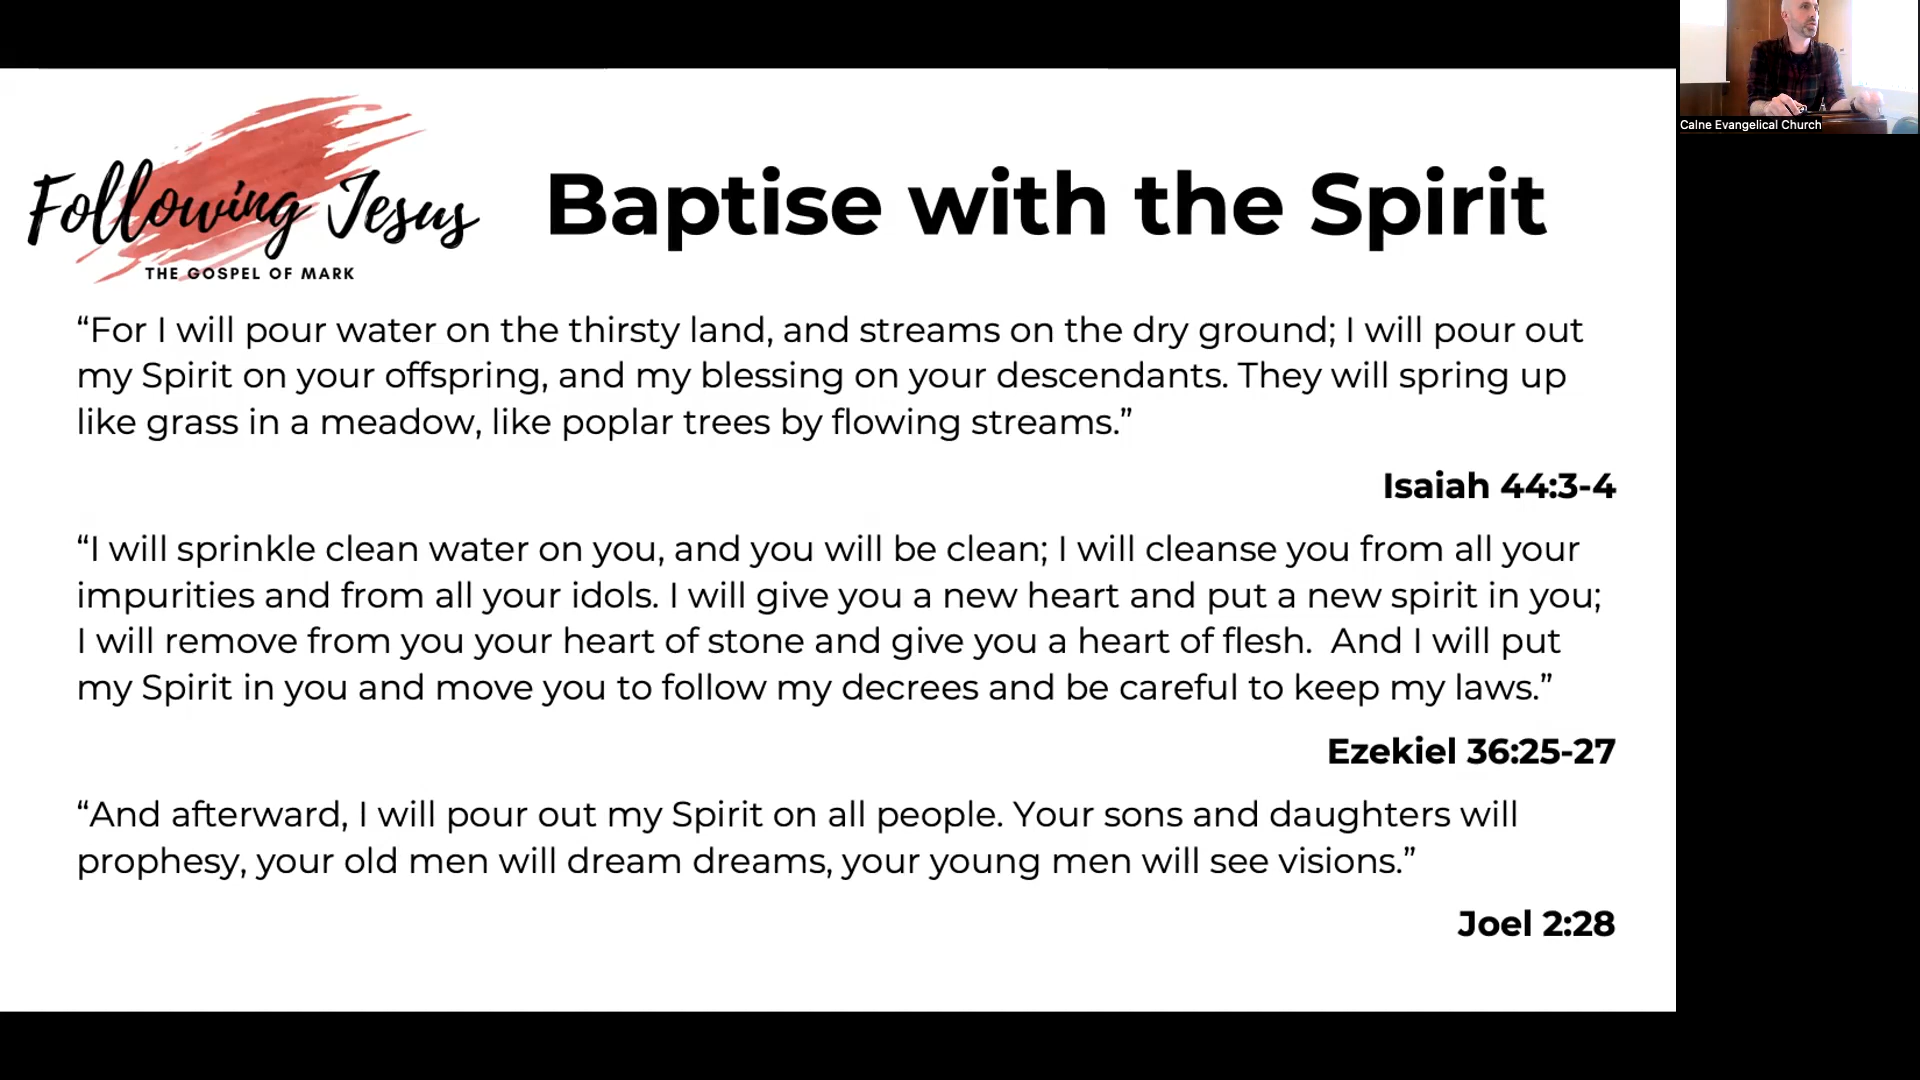 Calne Evangelical Church
Following Jesus
THE GOSPEL OF MARK
Baptise with the Spirit
“For I will pour water on the thirsty land, and streams on the dry ground; I will pour out
my Spirit on your offspring, and my blessing on your descendants. They will spring up
like grass in a meadow, like poplar trees by flowing streams.”
Isaiah 44:3-4
“I will sprinkle clean water on you, and you will be clean; I will cleanse you from all your
impurities and from all your idols. I will give you a new heart and put a new spirit in you;
I will remove from you your heart of stone and give you a heart of flesh.  And I will put
my Spirit in you and move you to follow my decrees and be careful to keep my laws.”
Ezekiel 36:25-27
“And afterward, I will pour out my Spirit on all people. Your sons and daughters will
prophesy, your old men will dream dreams, your young men will see visions.”
Joel 2:28